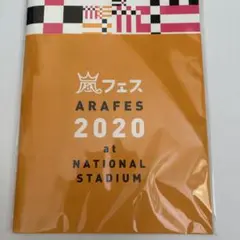 嵐フェス
ARAFES
2020
at
NATIONAL
STADIUM